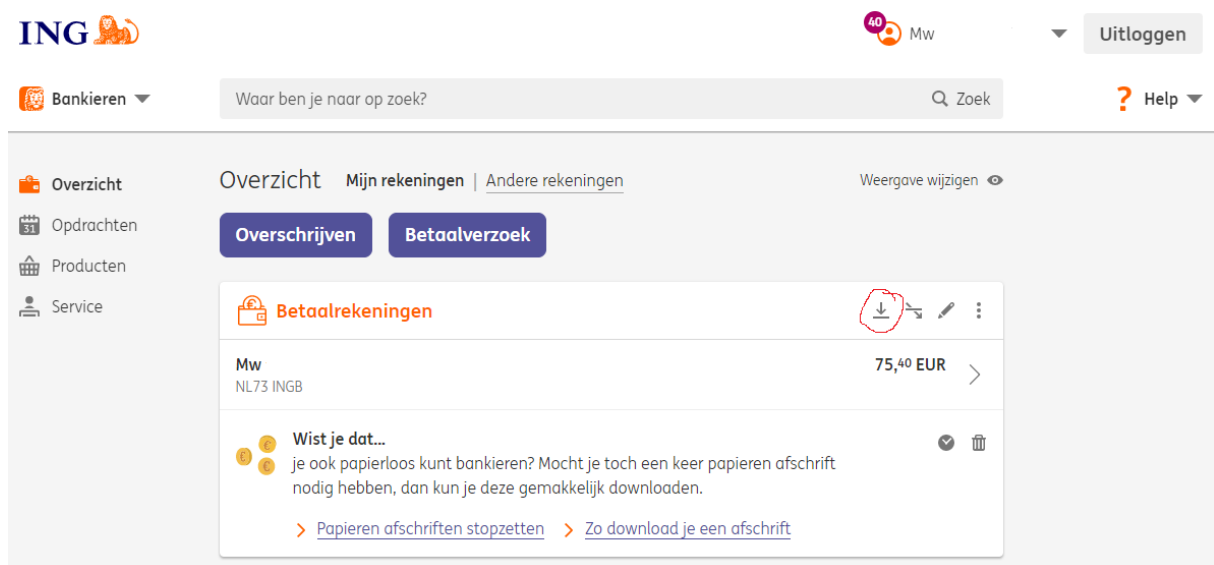 ING
40
Mw
Uitloggen
Bankieren
Waar ben je naar op zoek?
Zoek
? Help
Overzicht
31 Opdrachten
Producten
Service
Overzicht Mijn rekeningen | Andere rekeningen
Weergave wijzigen
Overschrijven Betaalverzoek
Betaalrekeningen
Mw
NL73 INGB
75,40 EUR
Wist je dat...
je ook papierloos kunt bankieren? Mocht je toch een keer papieren afschrift
nodig hebben, dan kun je deze gemakkelijk downloaden.
Papieren afschriften stopzetten Zo download je een afschrift